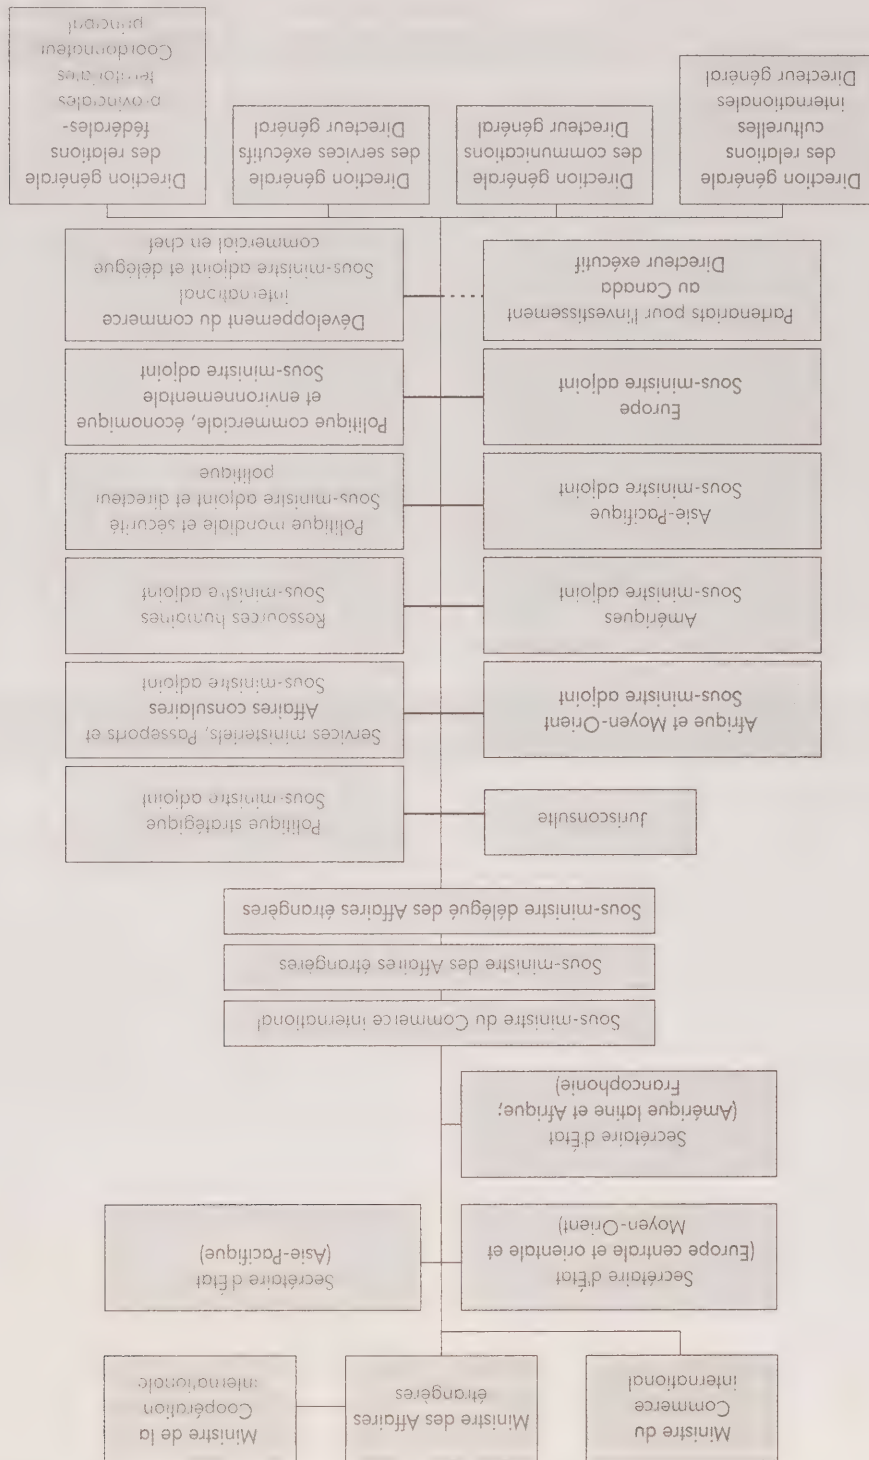 Ministre du
Commerce
international
Ministre des Affaires
étrangères
Ministre de la
Coopération
internationale
Secrétaire d'État
(Europe centrale et orientale et
Moyen-Orient)
Secrétaire d'État
(Asie-Pacifique)
Secrétaire d'État
(Amérique latine et Afrique;
Francophonie)
Sous-ministre du Commerce international
Sous-ministre des Affaires étrangères
Sous-ministre délégué des Affaires étrangères
Jurisconsulte
Politique stratégique
Sous-ministre adjoint
Afrique et Moyen-Orient
Sous-ministre adjoint
Services ministériels, Passeports et
Affaires consulaires
Sous-ministre adjoint
Amériques
Sous-ministre adjoint
Ressources humaines
Sous-ministre adjoint
Asie-Pacifique
Sous-ministre adjoint
Politique mondiale et sécurité
Sous-ministre adjoint et directeur
politique
Europe
Sous-ministre adjoint
Politique commerciale, économique
et environnementale
Sous-ministre adjoint
Partenariats pour l'investissement
au Canada
Directeur exécutif
Développement du commerce
international
Sous-ministre adjoint et délégué
commercial en chef
Direction générale
des relations
culturelles
internationales
Directeur général
Direction générale
des communications
Directeur général
Direction générale
des services exécutifs
Directeur général
Direction générale
des relations
fédérales-
provinciales
territoriales
Coordonnateur
principal